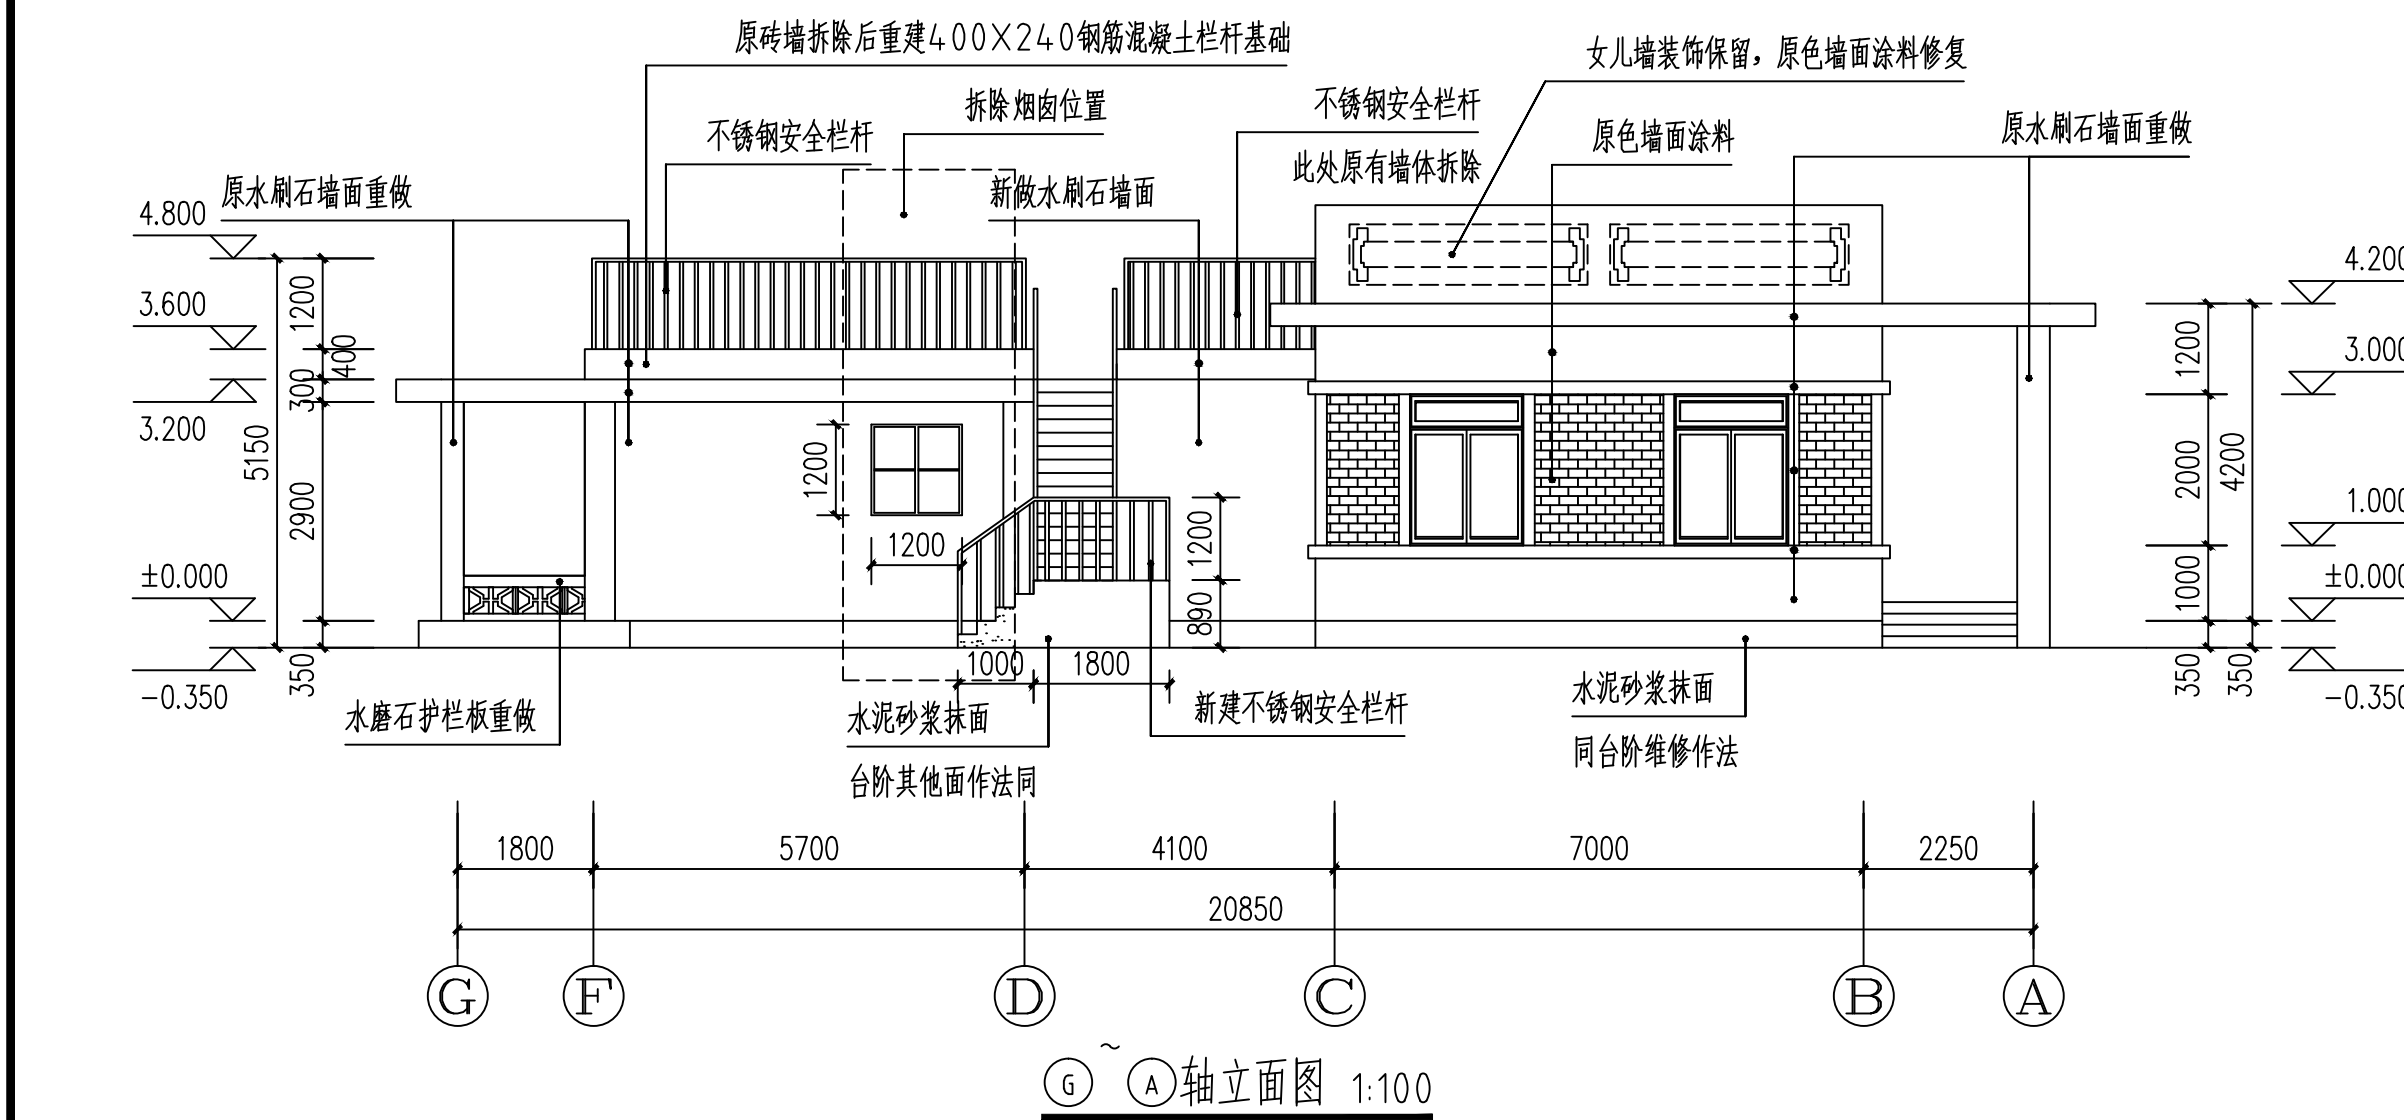 原砖墙拆除后重建400X240钢筋混凝土栏杆基础
女儿墙装饰保留，原色墙面涂料修复
拆除烟囱位置
不锈钢安全栏杆
不锈钢安全栏杆
此处原有墙体拆除
原色墙面涂料
原水刷石墙面重做
原水刷石墙面重做
新做水刷石墙面
4.800
3.600
3.200
±0.000
-0.350
5150
1200
400
300
2900
350
1200
1200
1200
890
1000
1800
4.200
3.000
1.000
±0.000
-0.350
1200
2000
1000
350
4200
350
水磨石护栏板重做
水泥砂浆抹面
台阶其他面作法同
新建不锈钢安全栏杆
水泥砂浆抹面
同台阶维修作法
1800
5700
4100
7000
2250
20850
G
F
D
C
B
A
G ~ A 轴立面图 1:100